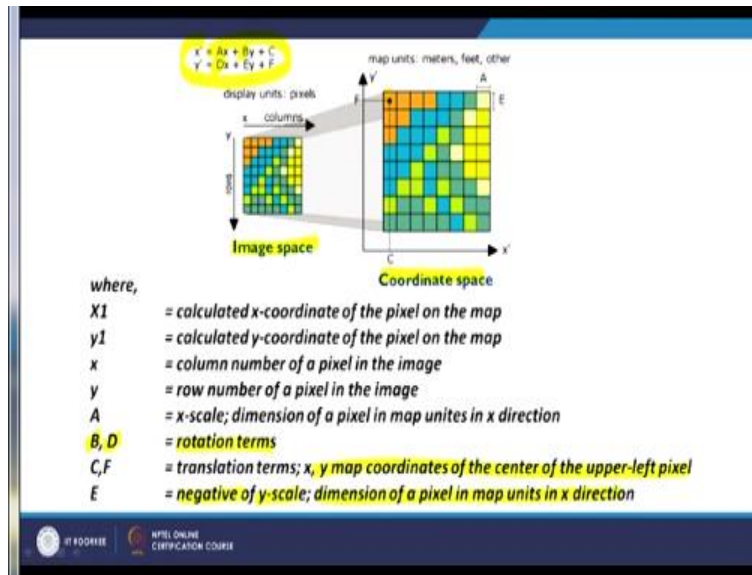 x' = Ax + By + C
y' = Dx + Ey + F
map units: meters, feet, other
display units: pixels
x columns
y
rows
y'
A
F
E
C
x'
Image space
Coordinate space
where,
X1 = calculated x-coordinate of the pixel on the map
y1 = calculated y-coordinate of the pixel on the map
x = column number of a pixel in the image
y = row number of a pixel in the image
A = x-scale; dimension of a pixel in map unites in x direction
B, D = rotation terms
C,F = translation terms; x, y map coordinates of the center of the upper-left pixel
E = negative of y-scale; dimension of a pixel in map units in x direction
IIT ROORKEE
NPTEL ONLINE
CERTIFICATION COURSE